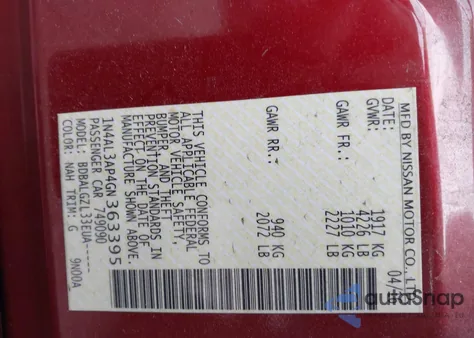 MFD BY NISSAN MOTOR CO., LT
04/
GVWR: 1917 KG
4226 LB
GAWR FR.: 1010 KG
2227 LB
GAWR RR.: 940 KG
2072 LB
THIS VEHICLE CONFORMS TO
ALL APPLICABLE FEDERAL
MOTOR VEHICLE SAFETY,
BUMPER, AND THEFT
PREVENTION STANDARDS IN
EFFECT ON THE DATE OF
MANUFACTURE SHOWN ABOVE.
1N4AL3AP4GN363395
PASSENGER CAR 749090
MODEL: BDBALGZL33EUA----- 9N00A
COLOR: NAH TRIM: G
autoSnap